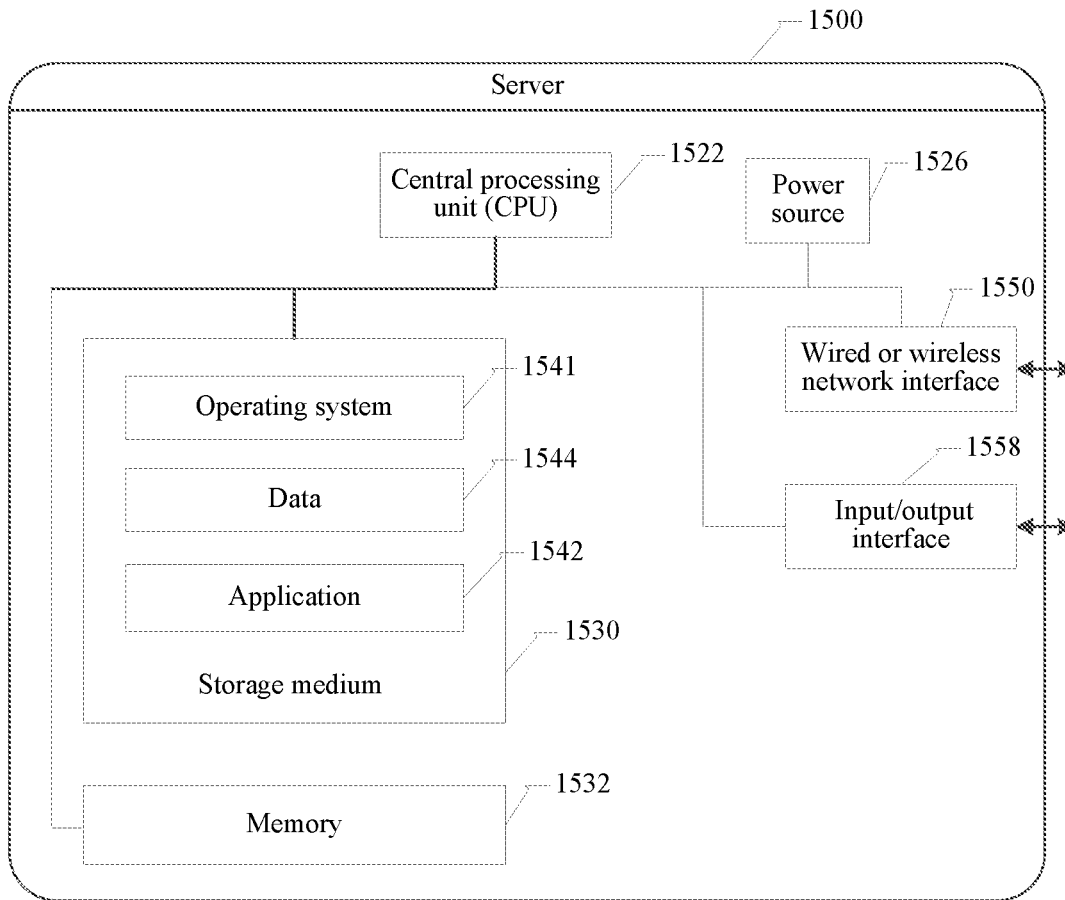 1500
Server
1522
Central processing
unit (CPU)
1526
Power
source
1550
Wired or wireless
network interface
1541
Operating system
1544
Data
1558
Input/output
interface
1542
Application
1530
Storage medium
1532
Memory